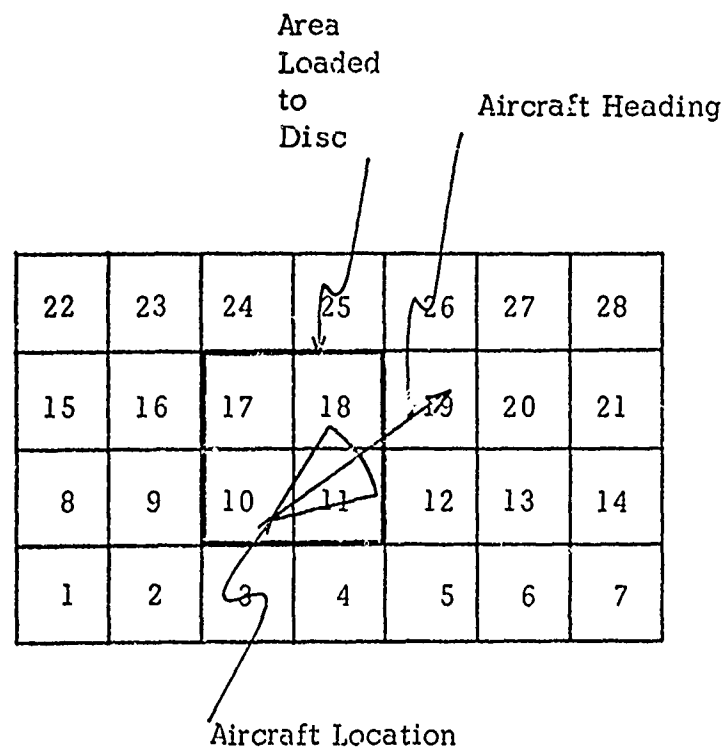 Area
Loaded
to
Disc
Aircraft Heading
22 23 24 25 26 27 28
15 16 17 18 19 20 21
8 9 10 11 12 13 14
1 2 3 4 5 6 7
Aircraft Location